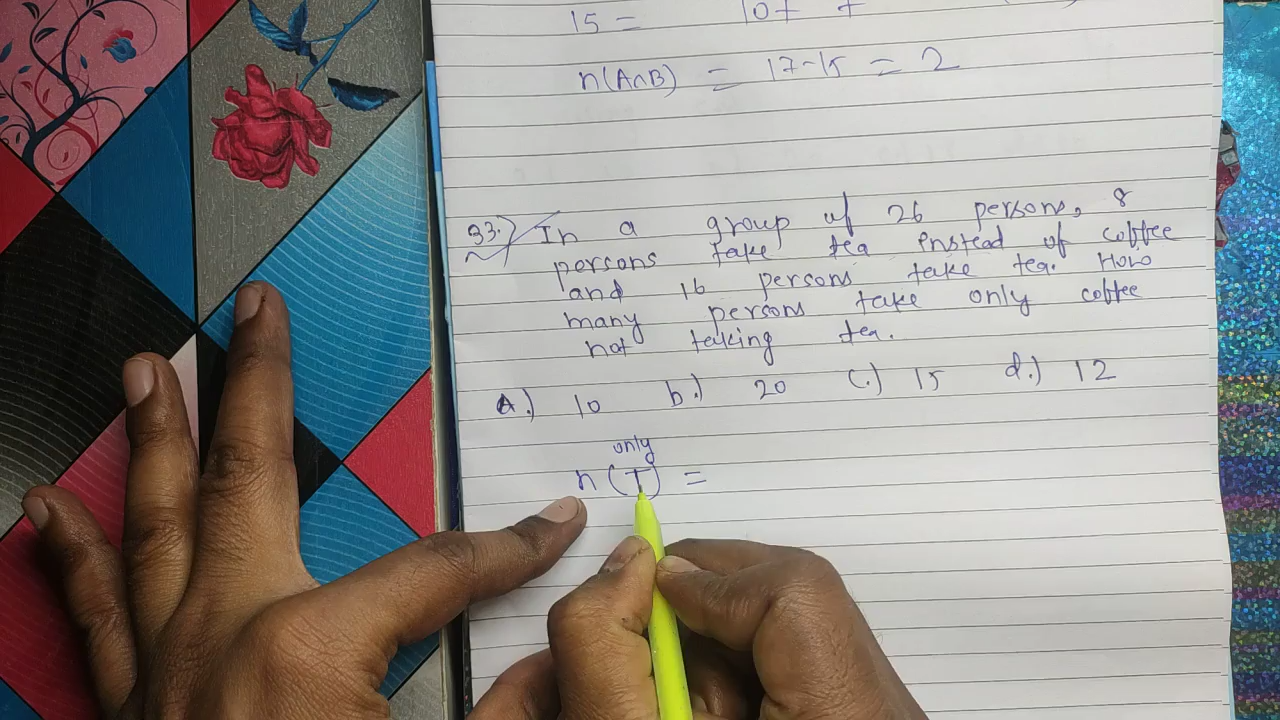 15 = 10+ +
n(A∩B) = 17-15 = 2
33.) In a group of 26 persons, 8
persons take tea instead of coffee
and 16 persons take tea. How
many persons take only coffee
not taking tea.
A.) 10 b.) 20 C.) 15 d.) 12
only
n(T) =